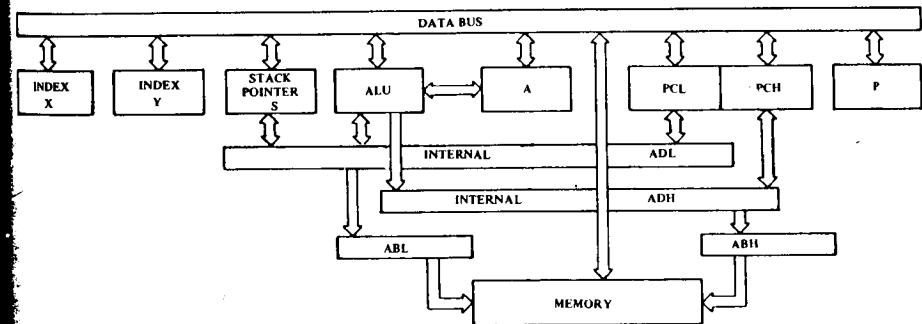 DATA BUS
INDEX
X
INDEX
Y
STACK
POINTER
S
ALU
A
PCL
PCH
P
INTERNAL ADL
INTERNAL ADH
ABL
ABH
MEMORY